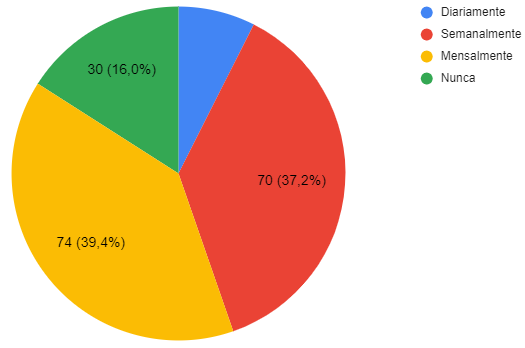 Diariamente
Semanalmente
Mensalmente
Nunca
30 (16,0%)
70 (37,2%)
74 (39,4%)